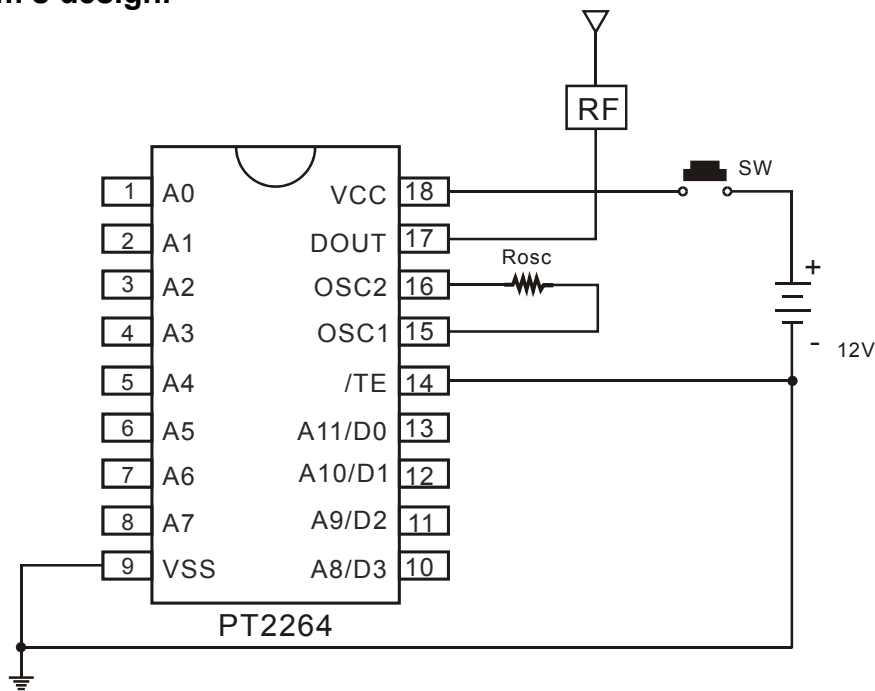 RF
SW
1 A0 VCC 18
2 A1 DOUT 17
Rosc
3 A2 OSC2 16
+
4 A3 OSC1 15
- 12V
5 A4 /TE 14
6 A5 A11/D0 13
7 A6 A10/D1 12
8 A7 A9/D2 11
9 VSS A8/D3 10
PT2264